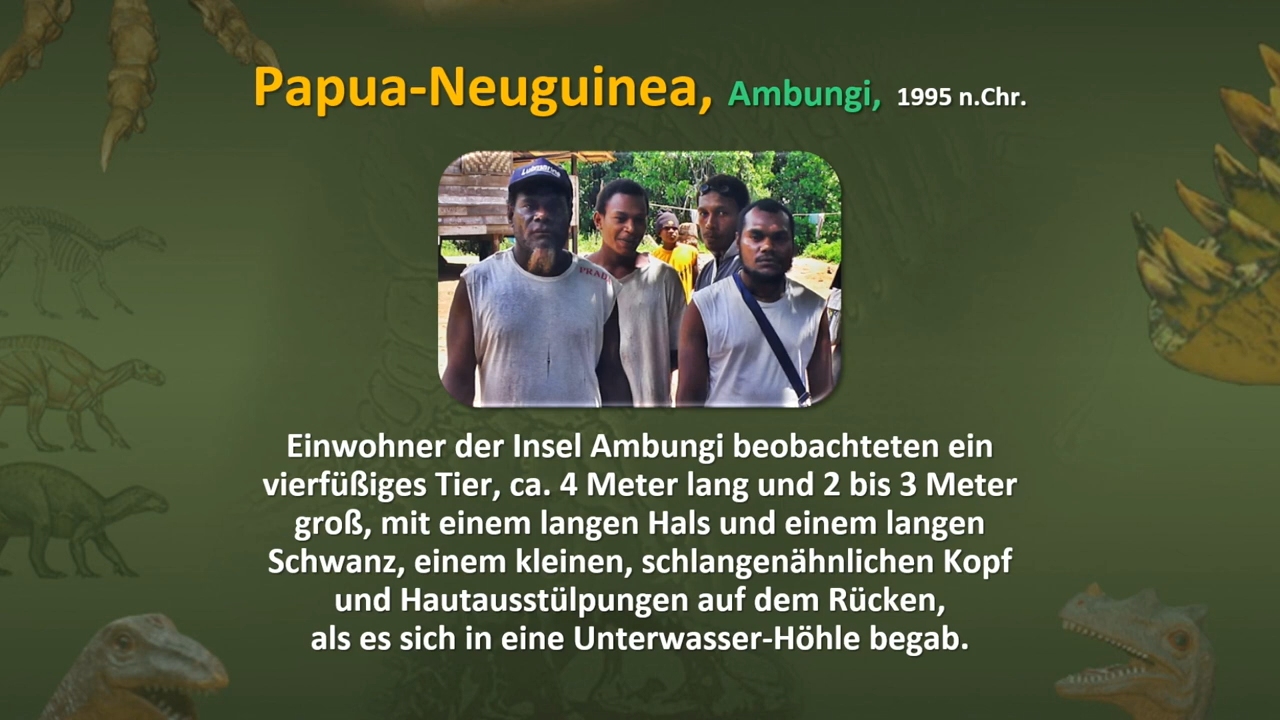 Papua-Neuguinea, Ambungi, 1995 n.Chr.
PRAI
Einwohner der Insel Ambungi beobachteten ein
vierfüßiges Tier, ca. 4 Meter lang und 2 bis 3 Meter
groß, mit einem langen Hals und einem langen
Schwanz, einem kleinen, schlangenähnlichen Kopf
und Hautausstülpungen auf dem Rücken,
als es sich in eine Unterwasser-Höhle begab.